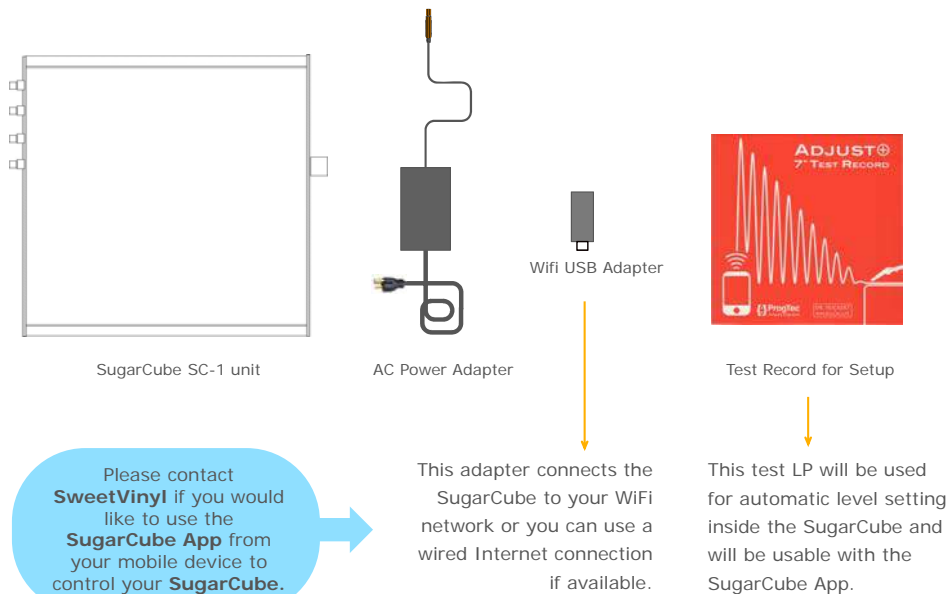 ADJUST+
7" TEST RECORD
ProgTec
Wifi USB Adapter
SugarCube SC-1 unit
AC Power Adapter
Test Record for Setup
Please contact
SweetVinyl if you would
like to use the
SugarCube App from
your mobile device to
control your SugarCube.
This adapter connects the
SugarCube to your WiFi
network or you can use a
wired Internet connection
if available.
This test LP will be used
for automatic level setting
inside the SugarCube and
will be usable with the
SugarCube App.